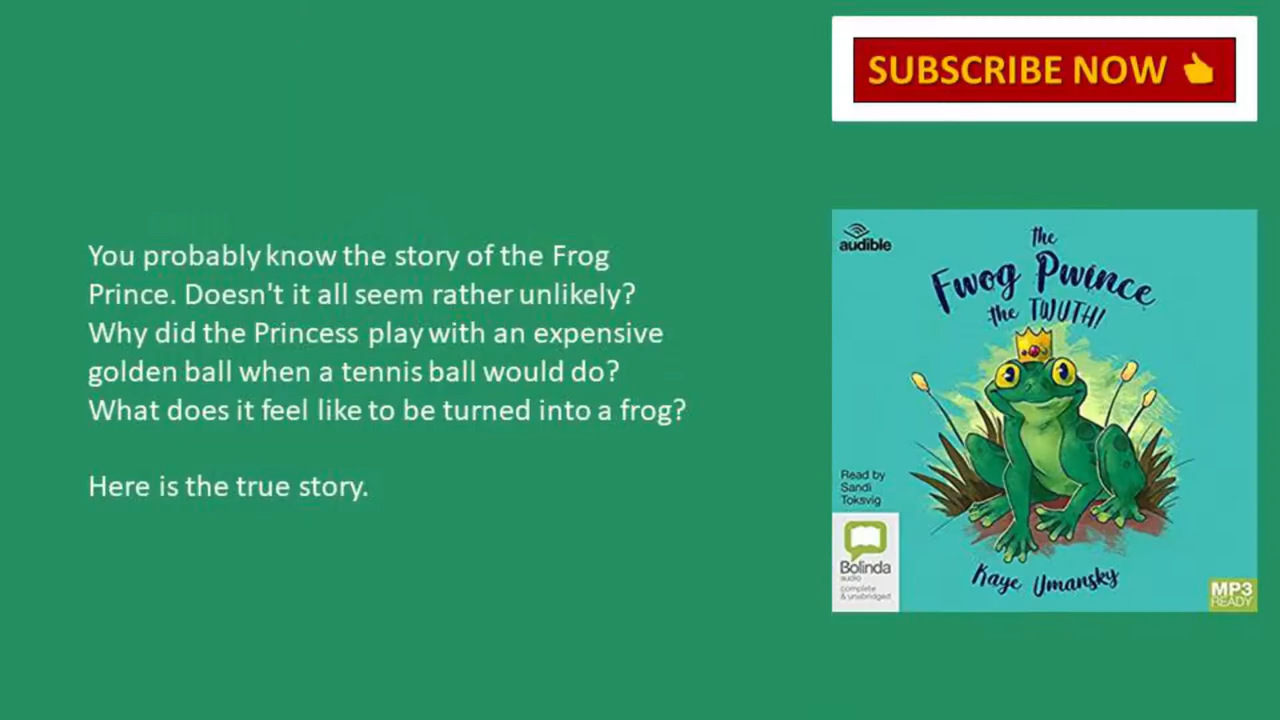 SUBSCRIBE NOW
You probably know the story of the Frog
Prince. Doesn't it all seem rather unlikely?
Why did the Princess play with an expensive
golden ball when a tennis ball would do?
What does it feel like to be turned into a frog?
Here is the true story.
audible
the
Fwog Pwince
the TWUTH!
Read by
Sandi
Toksvig
Bolinda
audio
complete
& unabridged
Kaye Umansky
MP3
READY